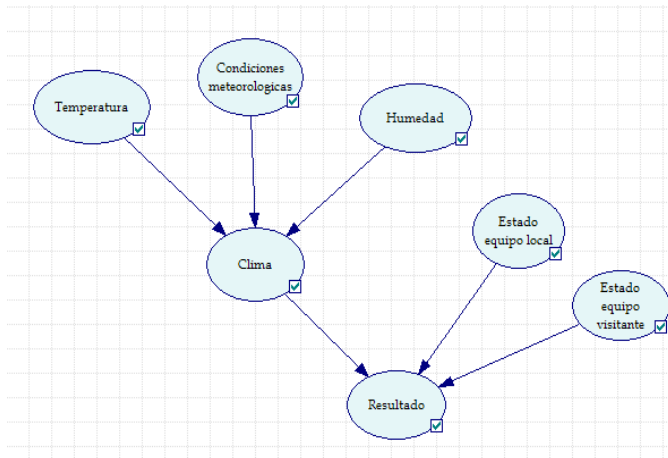 Condiciones
meteorologicas
Temperatura
Humedad
Estado
equipo local
Clima
Estado
equipo
visitante
Resultado